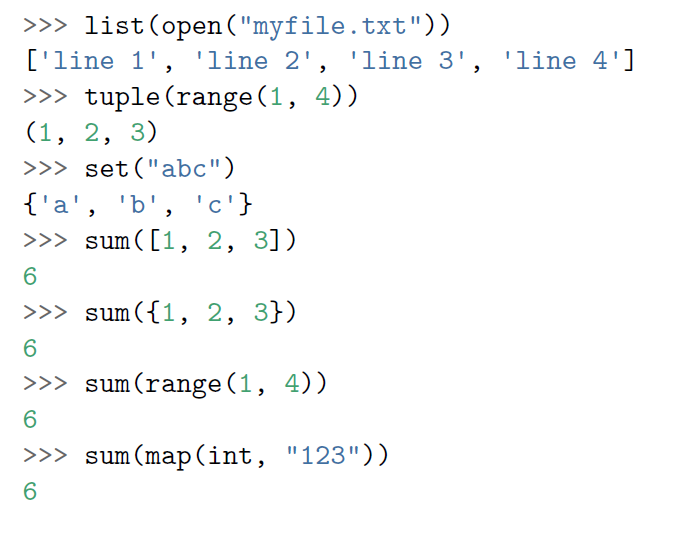 >>> list(open("myfile.txt"))
['line 1', 'line 2', 'line 3', 'line 4']
>>> tuple(range(1, 4))
(1, 2, 3)
>>> set("abc")
{'a', 'b', 'c'}
>>> sum([1, 2, 3])
6
>>> sum({1, 2, 3})
6
>>> sum(range(1, 4))
6
>>> sum(map(int, "123"))
6